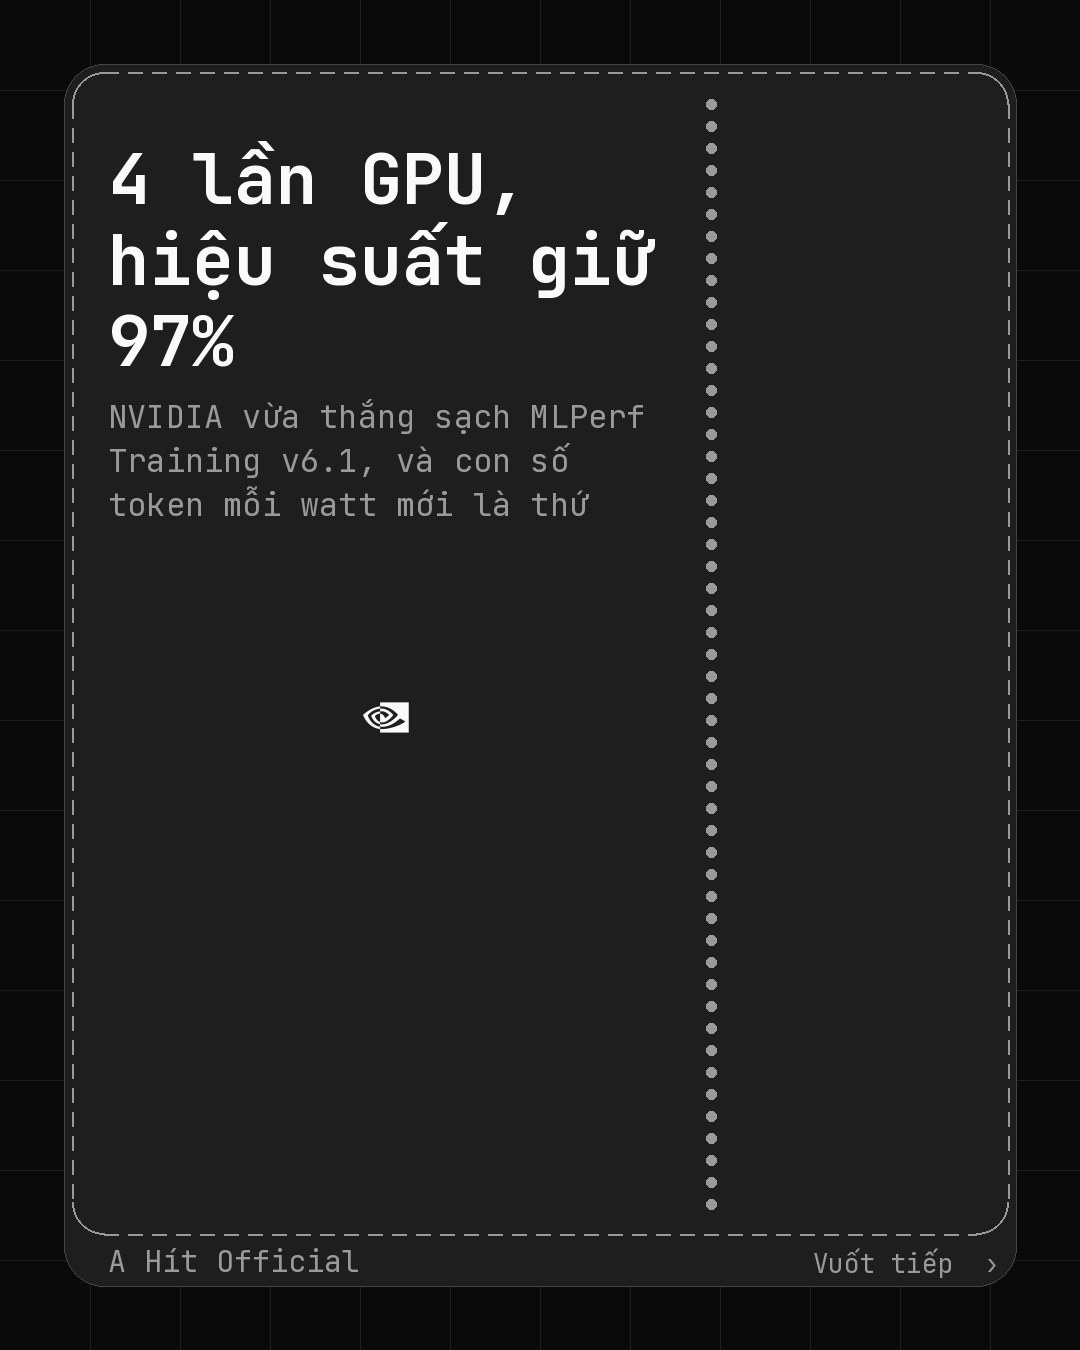 4 lần GPU,
hiệu suất giữ
97%
NVIDIA vừa thắng sạch MLPerf
Training v6.1, và con số
token mỗi watt mới là thứ
A Hít Official
Vuốt tiếp ›